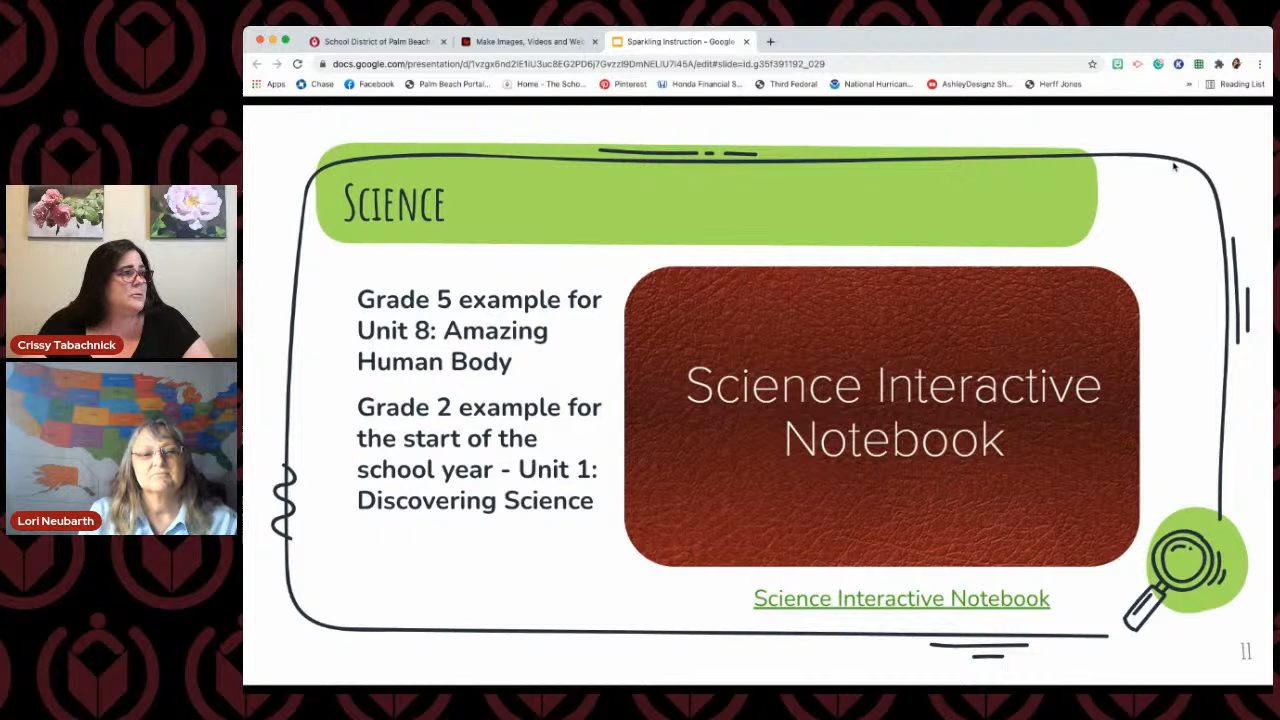 School District of Palm Beach
Make Images, Videos and Web
Sparkling Instruction - Google
docs.google.com/presentation/d/1vzgx6nd2IE1iU3uc8EG2PD6j7GvzzI9DmNELIU7i45A/edit#slide=id.g35f391192_029
Apps
Chase
Facebook
Palm Beach Portal...
Home - The Scho...
Pinterest
Honda Financial S...
Third Federal
National Hurrican...
AshleyDesignz Sh...
Herff Jones
Reading List
Science
Grade 5 example for
Unit 8: Amazing
Human Body
Grade 2 example for
the start of the
school year - Unit 1:
Discovering Science
Science Interactive
Notebook
Science Interactive Notebook
11
Crissy Tabachnick
Lori Neubarth